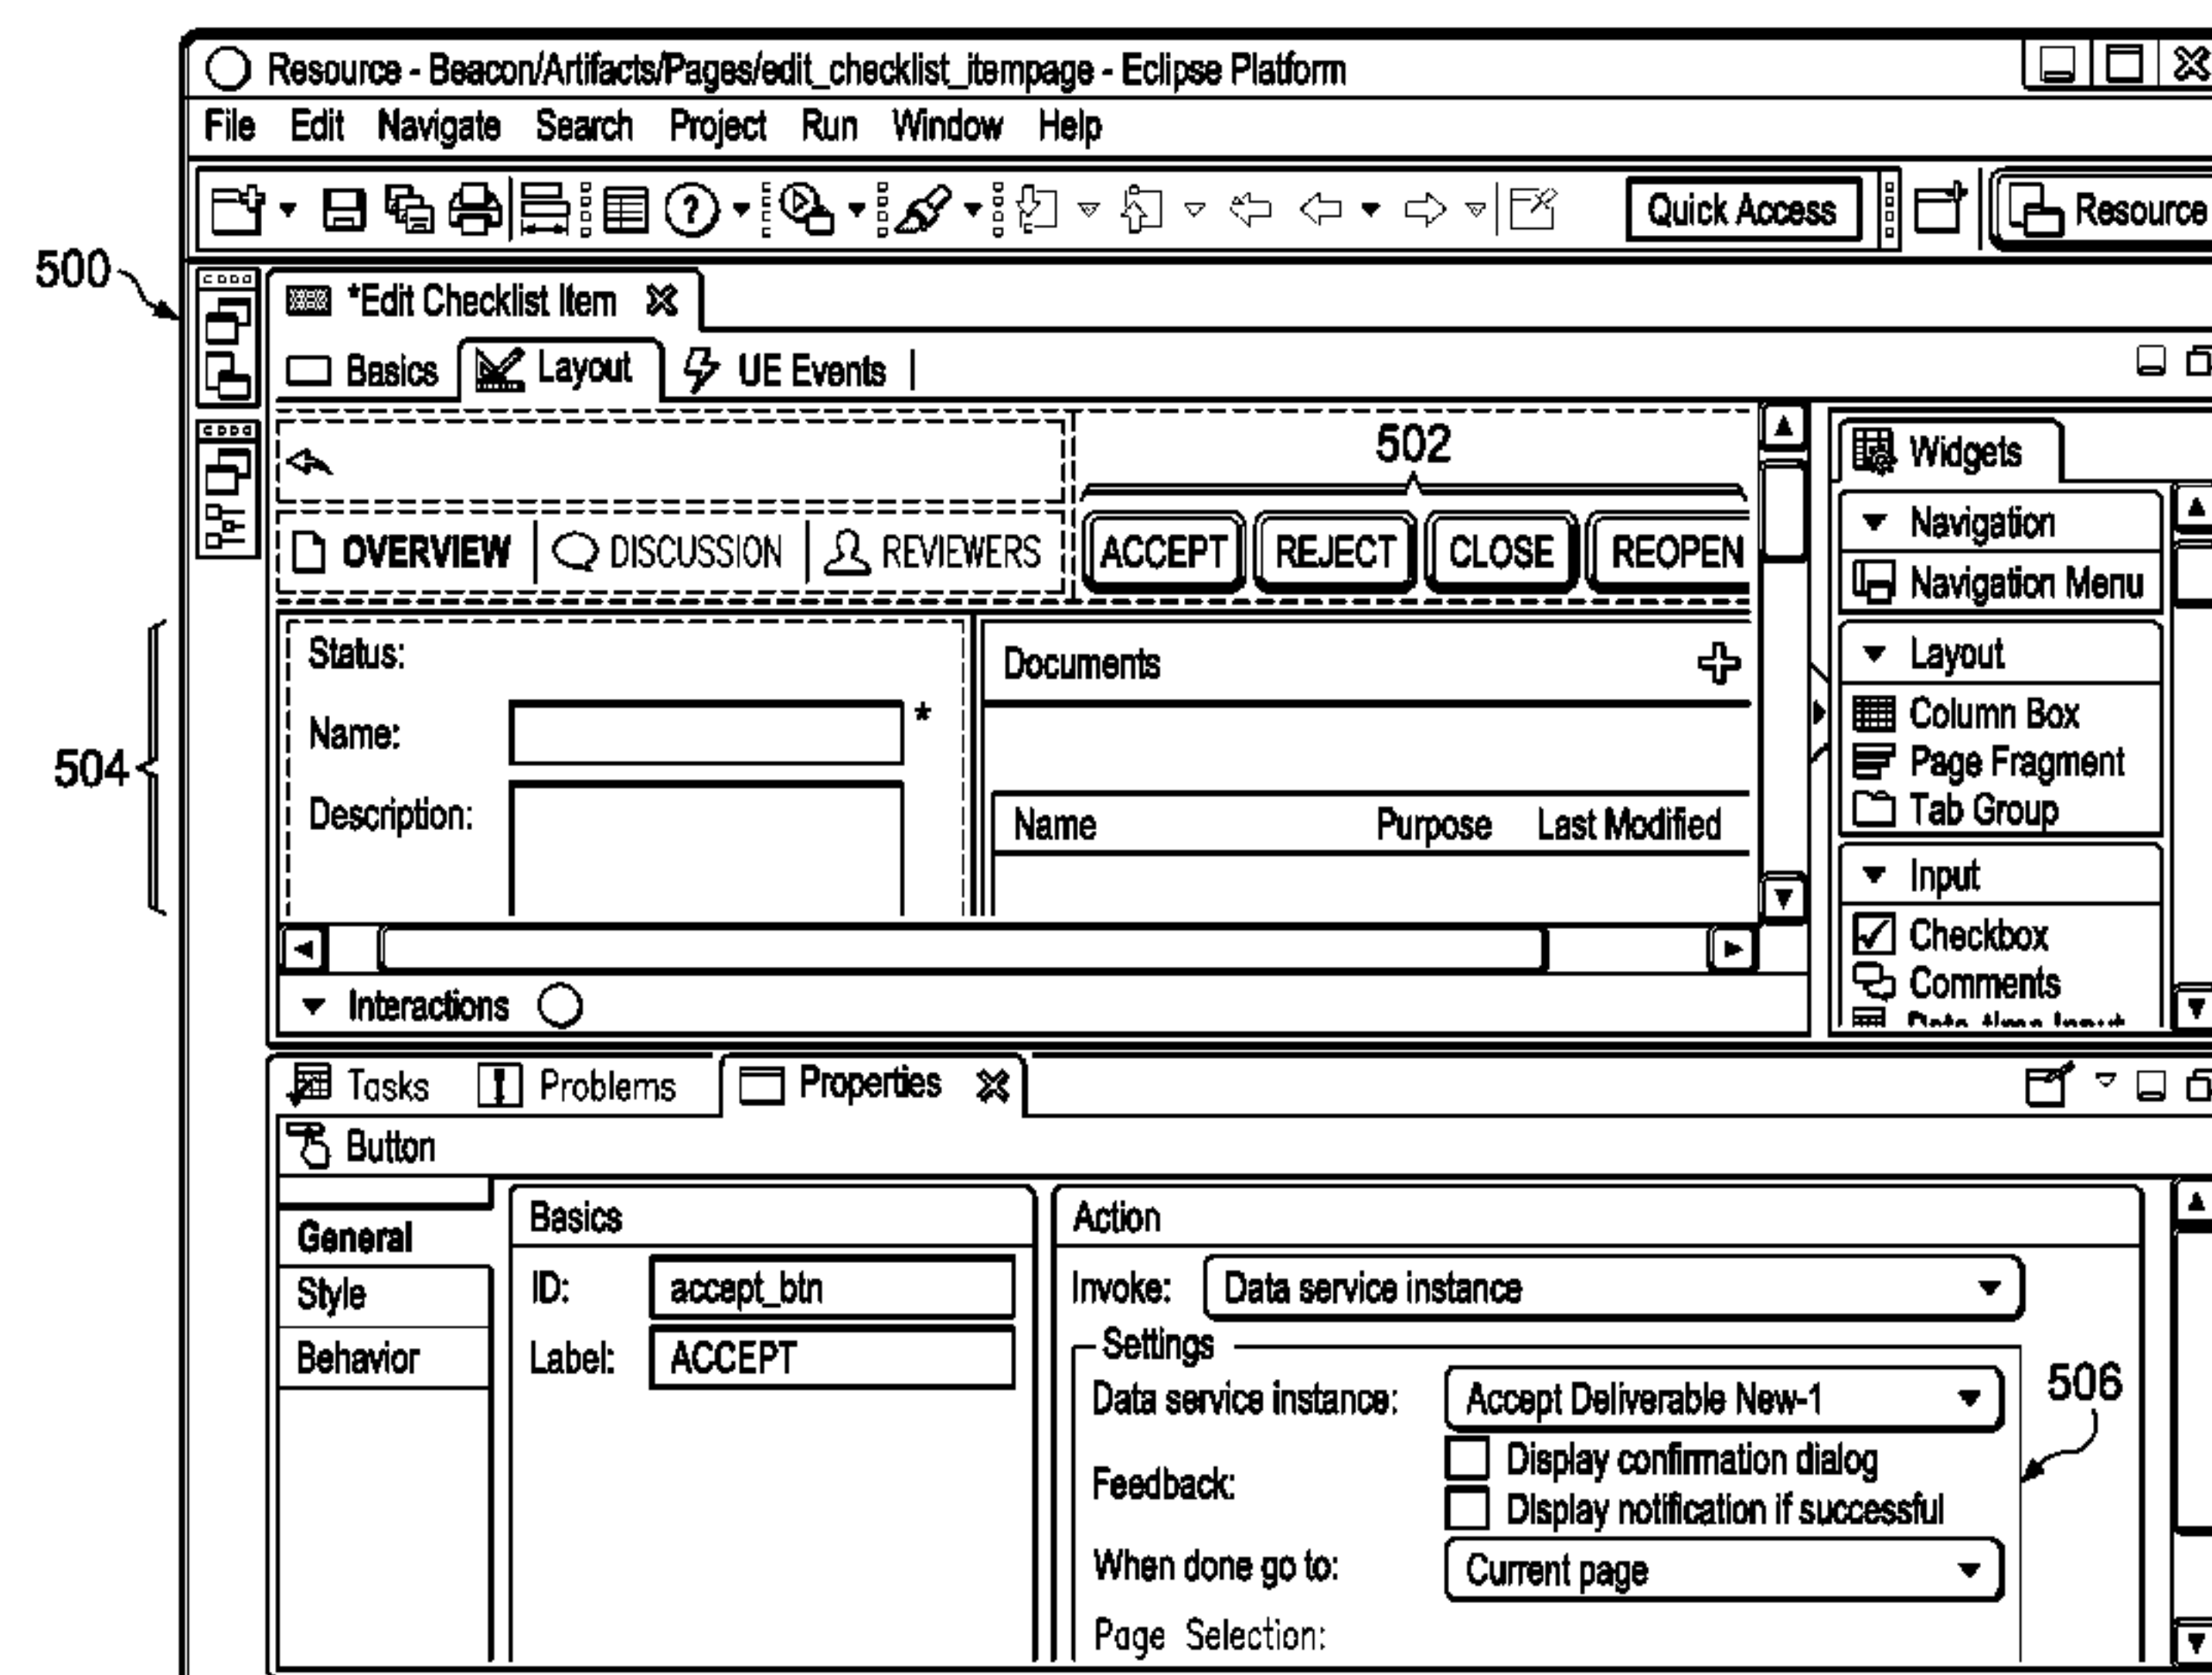 Resource - Beacon/Artifacts/Pages/edit_checklist_itempage - Eclipse Platform
File Edit Navigate Search Project Run Window Help
Quick Access Resource
500
*Edit Checklist Item
Basics Layout UE Events
502
OVERVIEW DISCUSSION REVIEWERS ACCEPT REJECT CLOSE REOPEN
504
Status:
Name: *
Description:
Documents
Name Purpose Last Modified
Interactions
Widgets
Navigation
Navigation Menu
Layout
Column Box
Page Fragment
Tab Group
Input
Checkbox
Comments
Tasks Problems Properties
Button
General
Style
Behavior
Basics
ID: accept_btn
Label: ACCEPT
Action
Invoke: Data service instance
Settings
Data service instance: Accept Deliverable New-1
506
Feedback: Display confirmation dialog
Display notification if successful
When done go to: Current page
Page Selection: